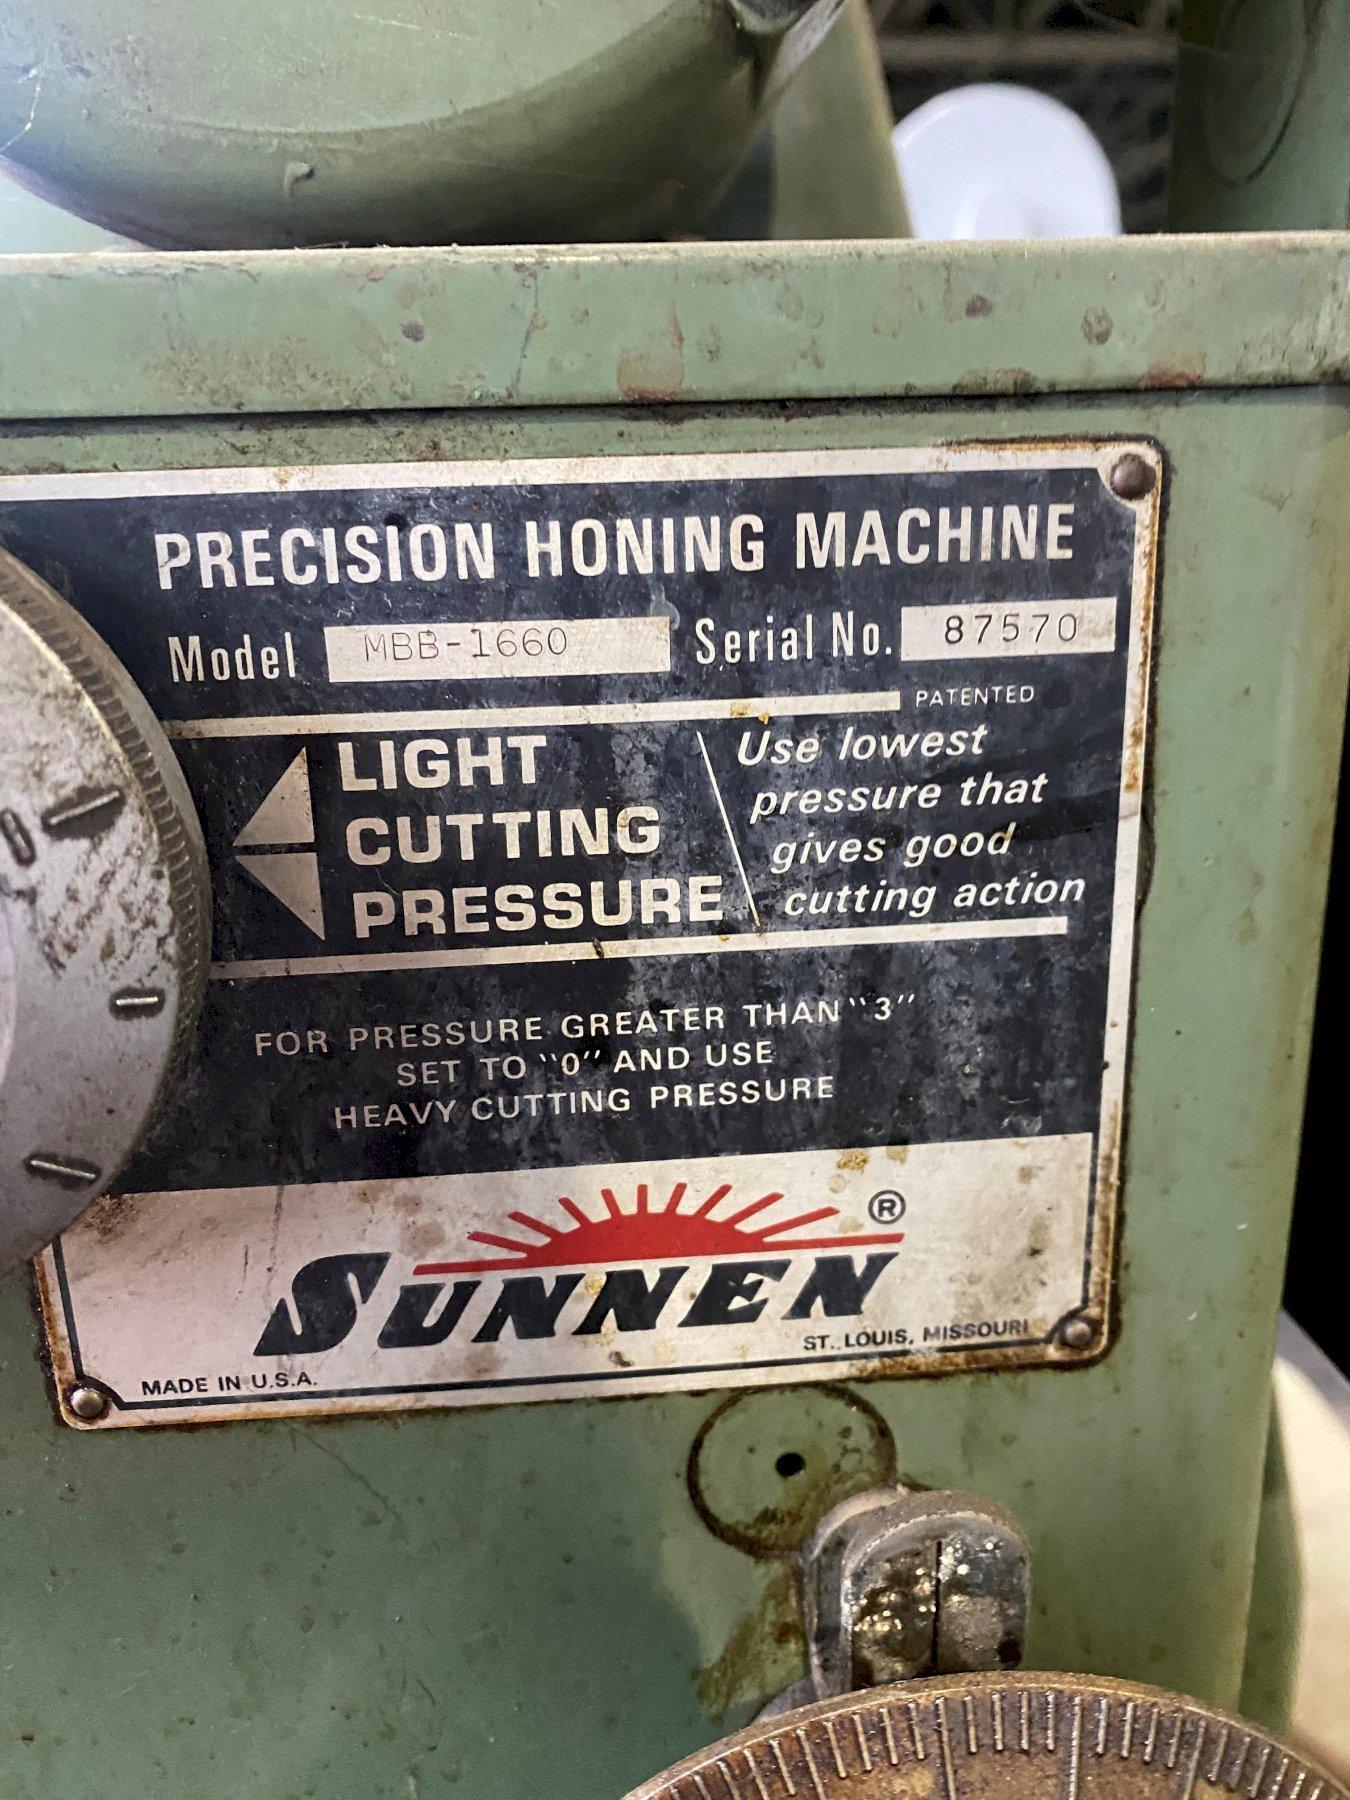 PRECISION HONING MACHINE
Model MBB-1660 Serial No. 87570
PATENTED
LIGHT
CUTTING
PRESSURE
Use lowest
pressure that
gives good
cutting action
FOR PRESSURE GREATER THAN "3"
SET TO "0" AND USE
HEAVY CUTTING PRESSURE
SUNNEN ®
ST. LOUIS, MISSOURI
MADE IN U.S.A.
0